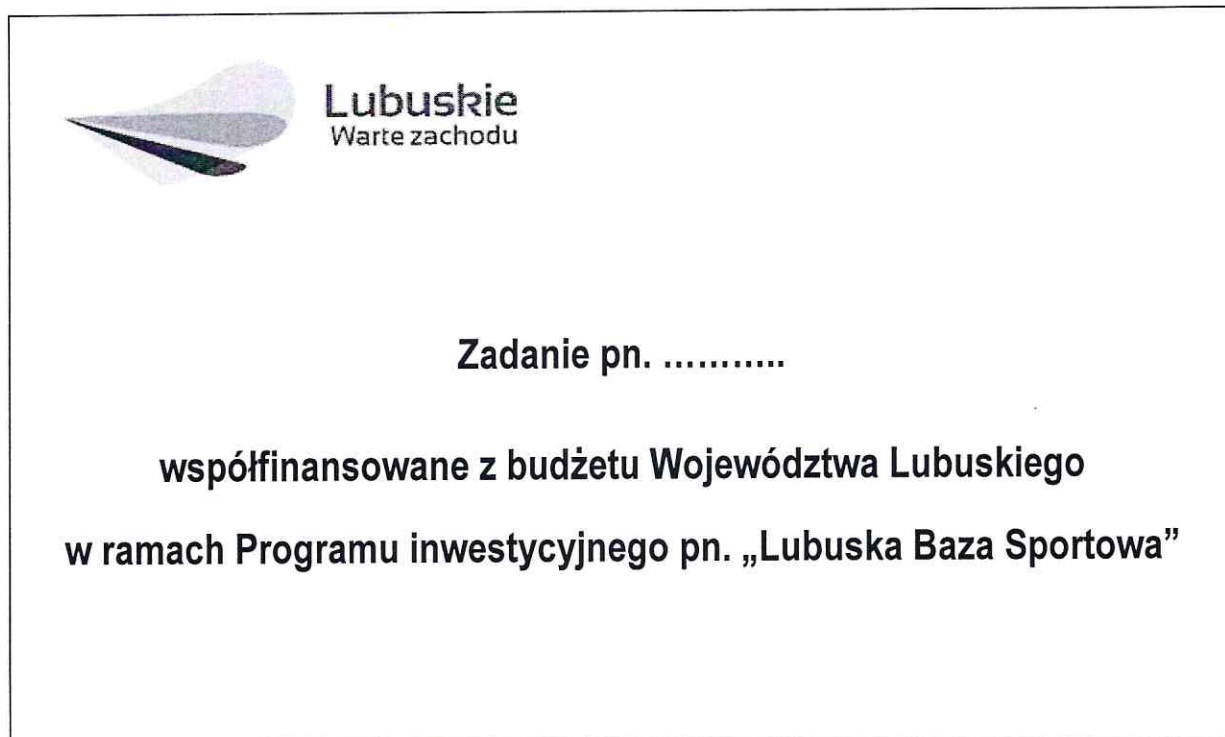 Lubuskie
Warte zachodu
Zadanie pn. ………..
współfinansowane z budżetu Województwa Lubuskiego
w ramach Programu inwestycyjnego pn. „Lubuska Baza Sportowa”